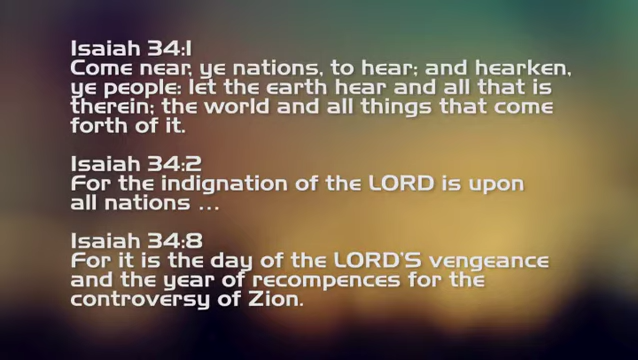 Isaiah 34:1
Come near, ye nations, to hear; and hearken,
ye people: let the earth hear and all that is
therein; the world and all things that come
forth of it.
Isaiah 34:2
For the indignation of the LORD is upon
all nations ...
Isaiah 34:8
For it is the day of the LORD'S vengeance
and the year of recompences for the
controversy of Zion.